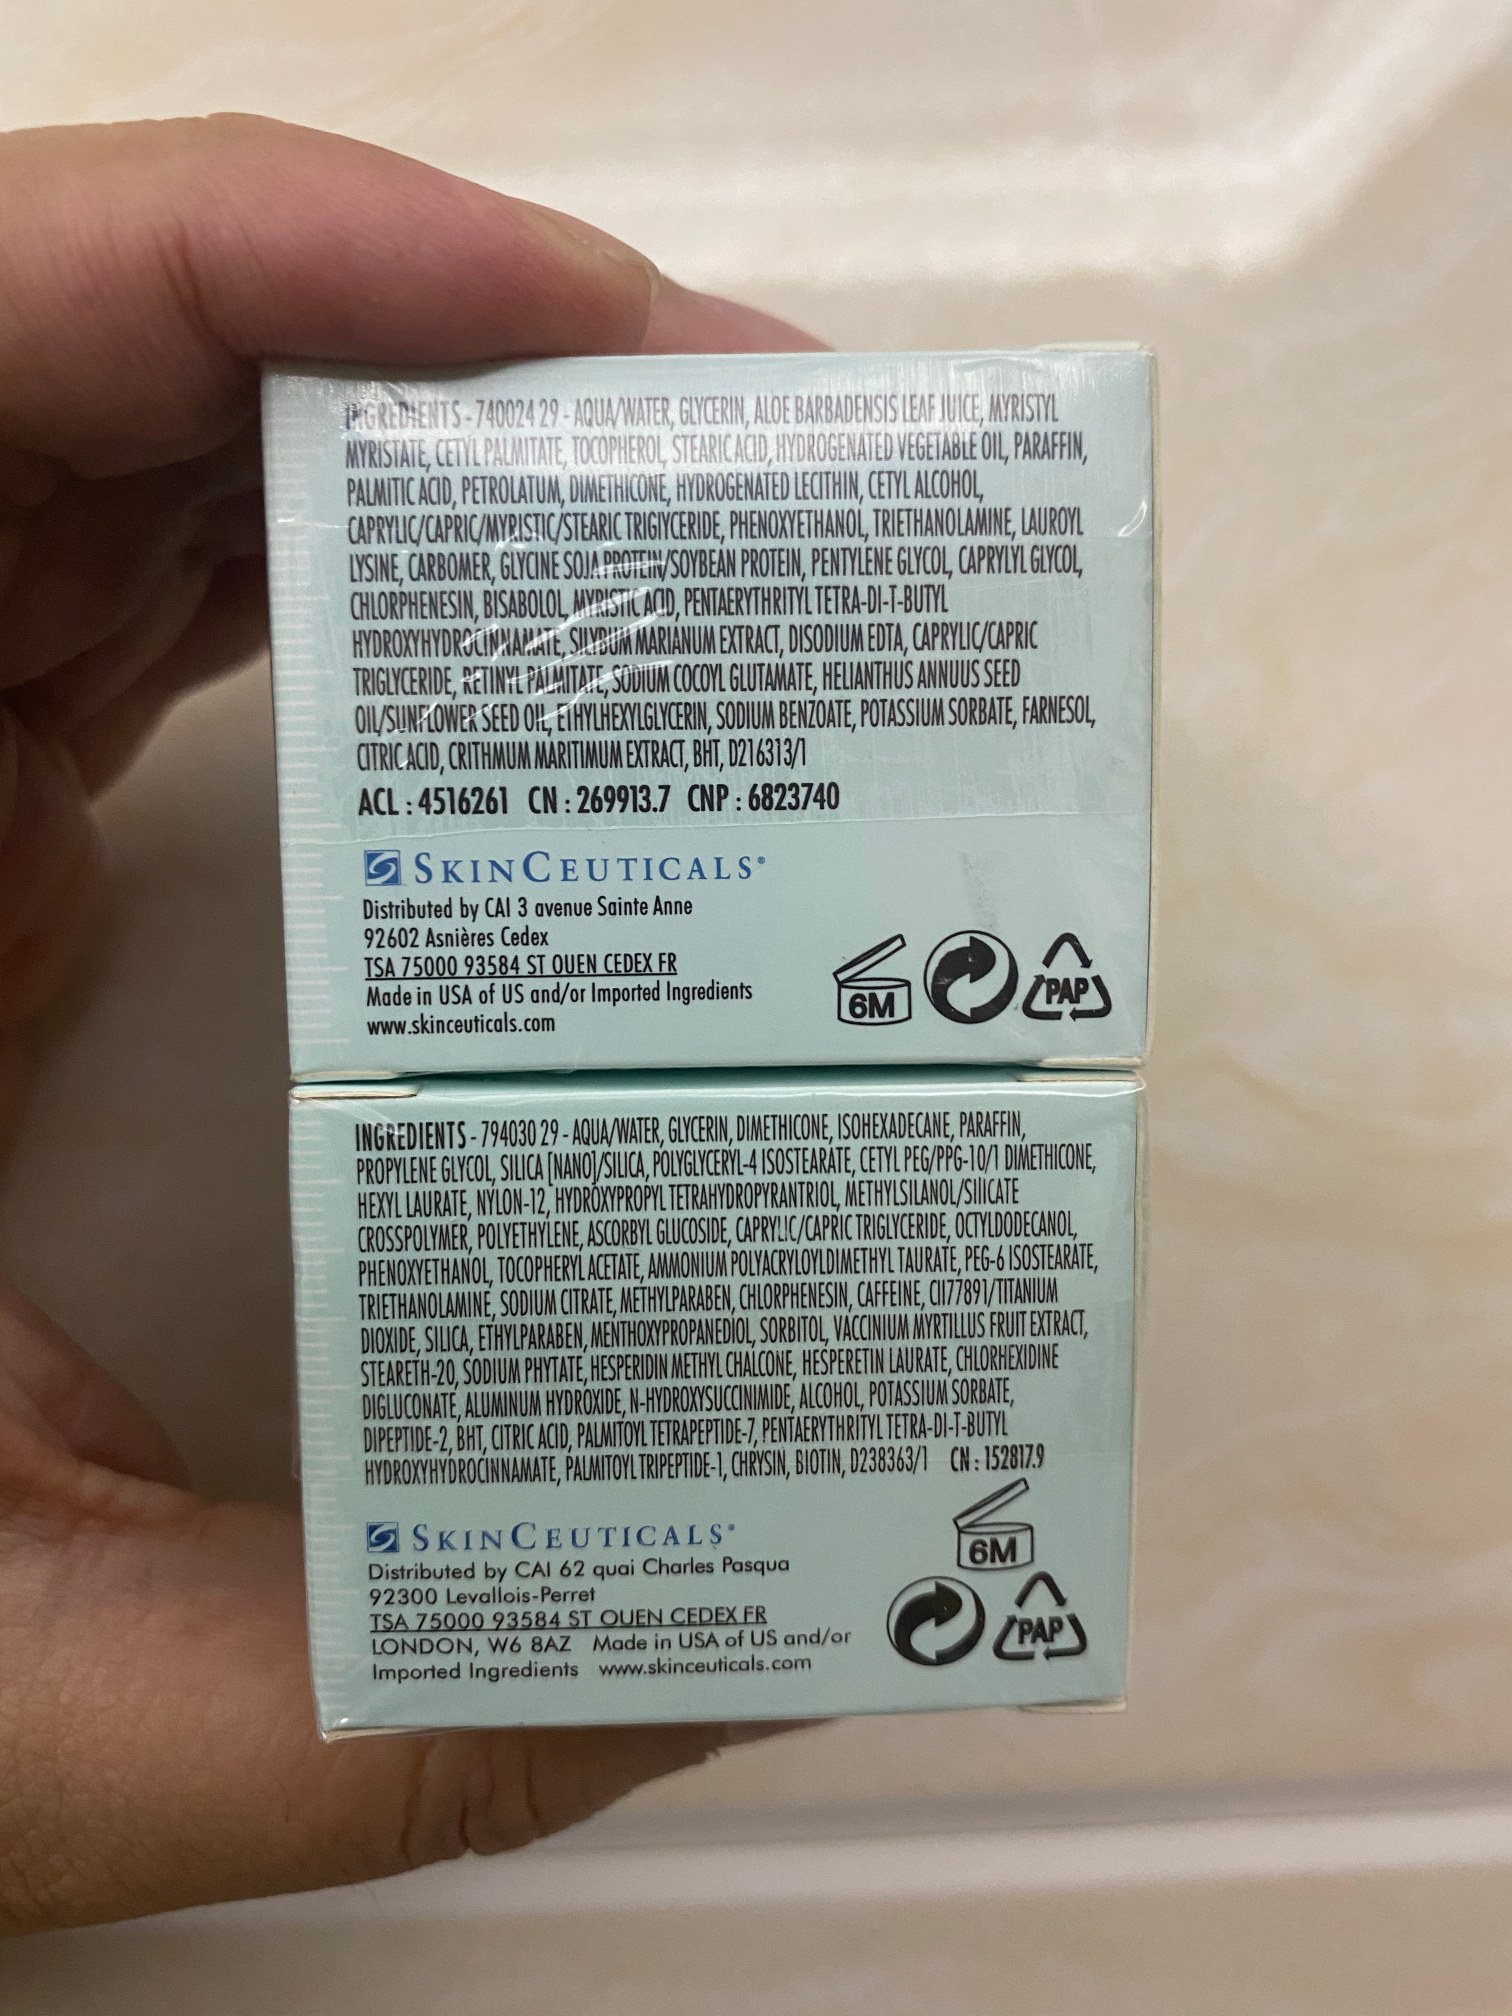 INGREDIENTS - 740024 29 - AQUA/WATER, GLYCERIN, ALOE BARBADENSIS LEAF JUICE, MYRISTYL
MYRISTATE, CETYL PALMITATE, TOCOPHEROL, STEARIC ACID, HYDROGENATED VEGETABLE OIL, PARAFFIN,
PALMITIC ACID, PETROLATUM, DIMETHICONE, HYDROGENATED LECITHIN, CETYL ALCOHOL,
CAPRYLIC/CAPRIC/MYRISTIC/STEARIC TRIGLYCERIDE, PHENOXYETHANOL, TRIETHANOLAMINE, LAUROYL
LYSINE, CARBOMER, GLYCINE SOJA PROTEIN/SOYBEAN PROTEIN, PENTYLENE GLYCOL, CAPRYLYL GLYCOL,
CHLORPHENESIN, BISABOLOL, MYRISTIC ACID, PENTAERYTHRITYL TETRA-DI-T-BUTYL
HYDROXYHYDROCINNAMATE, SILYBUM MARIANUM EXTRACT, DISODIUM EDTA, CAPRYLIC/CAPRIC
TRIGLYCERIDE, RETINYL PALMITATE, SODIUM COCOYL GLUTAMATE, HELIANTHUS ANNUUS SEED
OIL/SUNFLOWER SEED OIL, ETHYLHEXYLGLYCERIN, SODIUM BENZOATE, POTASSIUM SORBATE, FARNESOL,
CITRIC ACID, CRITHMUM MARITIMUM EXTRACT, BHT, D216313/1
ACL : 4516261 CN : 269913.7 CNP : 6823740
SKINCEUTICALS®
Distributed by CAI 3 avenue Sainte Anne
92602 Asnières Cedex
TSA 75000 93584 ST OUEN CEDEX FR
Made in USA of US and/or Imported Ingredients
www.skinceuticals.com
6M
PAP
INGREDIENTS - 794030 29 - AQUA/WATER, GLYCERIN, DIMETHICONE, ISOHEXADECANE, PARAFFIN,
PROPYLENE GLYCOL, SILICA [NANO]/SILICA, POLYGLYCERYL-4 ISOSTEARATE, CETYL PEG/PPG-10/1 DIMETHICONE,
HEXYL LAURATE, NYLON-12, HYDROXYPROPYL TETRAHYDROPYRANTRIOL, METHYLSILANOL/SILICATE
CROSSPOLYMER, POLYETHYLENE, ASCORBYL GLUCOSIDE, CAPRYLIC/CAPRIC TRIGLYCERIDE, OCTYLDODECANOL,
PHENOXYETHANOL, TOCOPHERYL ACETATE, AMMONIUM POLYACRYLOYLDIMETHYL TAURATE, PEG-6 ISOSTEARATE,
TRIETHANOLAMINE, SODIUM CITRATE, METHYLPARABEN, CHLORPHENESIN, CAFFEINE, CI177891/TITANIUM
DIOXIDE, SILICA, ETHYLPARABEN, MENTHOXYPROPANEDIOL, SORBITOL, VACCINIUM MYRTILLUS FRUIT EXTRACT,
STEARETH-20, SODIUM PHYTATE, HESPERIDIN METHYL CHALCONE, HESPERETIN LAURATE, CHLORHEXIDINE
DIGLUCONATE, ALUMINUM HYDROXIDE, N-HYDROXYSUCCINIMIDE, ALCOHOL, POTASSIUM SORBATE,
DIPEPTIDE-2, BHT, CITRIC ACID, PALMITOYL TETRAPEPTIDE-7, PENTAERYTHRITYL TETRA-DI-T-BUTYL
HYDROXYHYDROCINNAMATE, PALMITOYL TRIPEPTIDE-1, CHRYSIN, BIOTIN, D238363/1 CN : 152817.9
SKINCEUTICALS®
Distributed by CAI 62 quai Charles Pasqua
92300 Levallois-Perret
TSA 75000 93584 ST OUEN CEDEX FR
LONDON, W6 8AZ Made in USA of US and/or
Imported Ingredients www.skinceuticals.com
6M
PAP